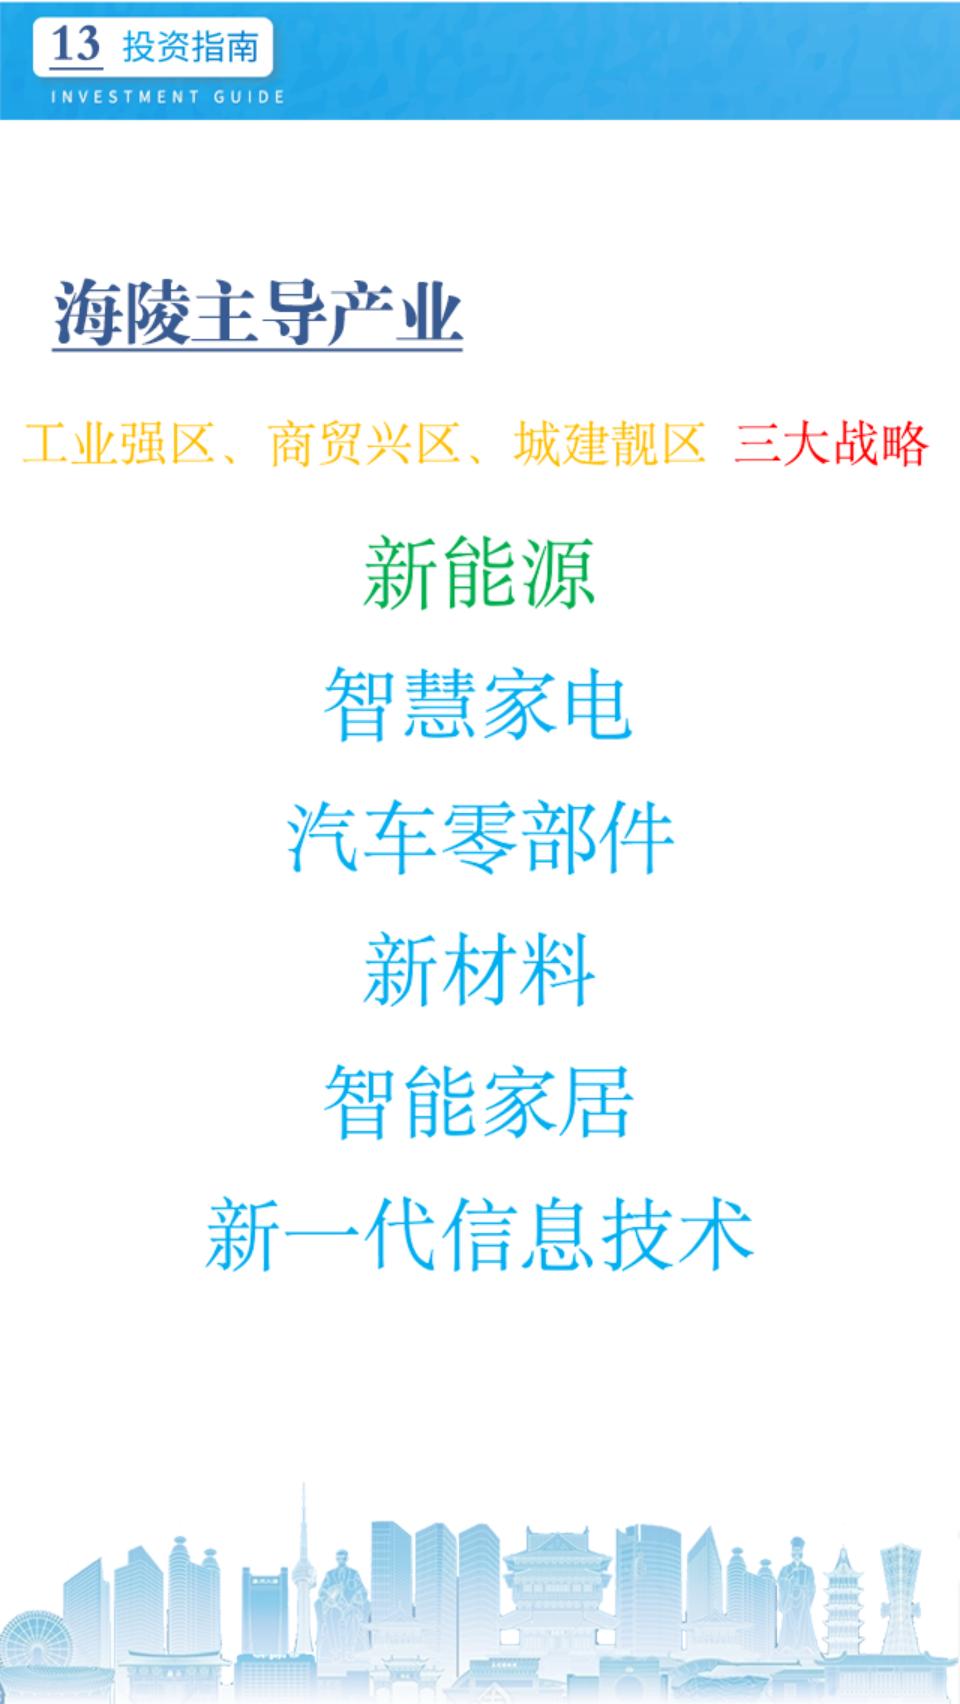 13 投资指南
INVESTMENT GUIDE
海陵主导产业
工业强区、商贸兴区、城建靓区 三大战略
新能源
智慧家电
汽车零部件
新材料
智能家居
新一代信息技术